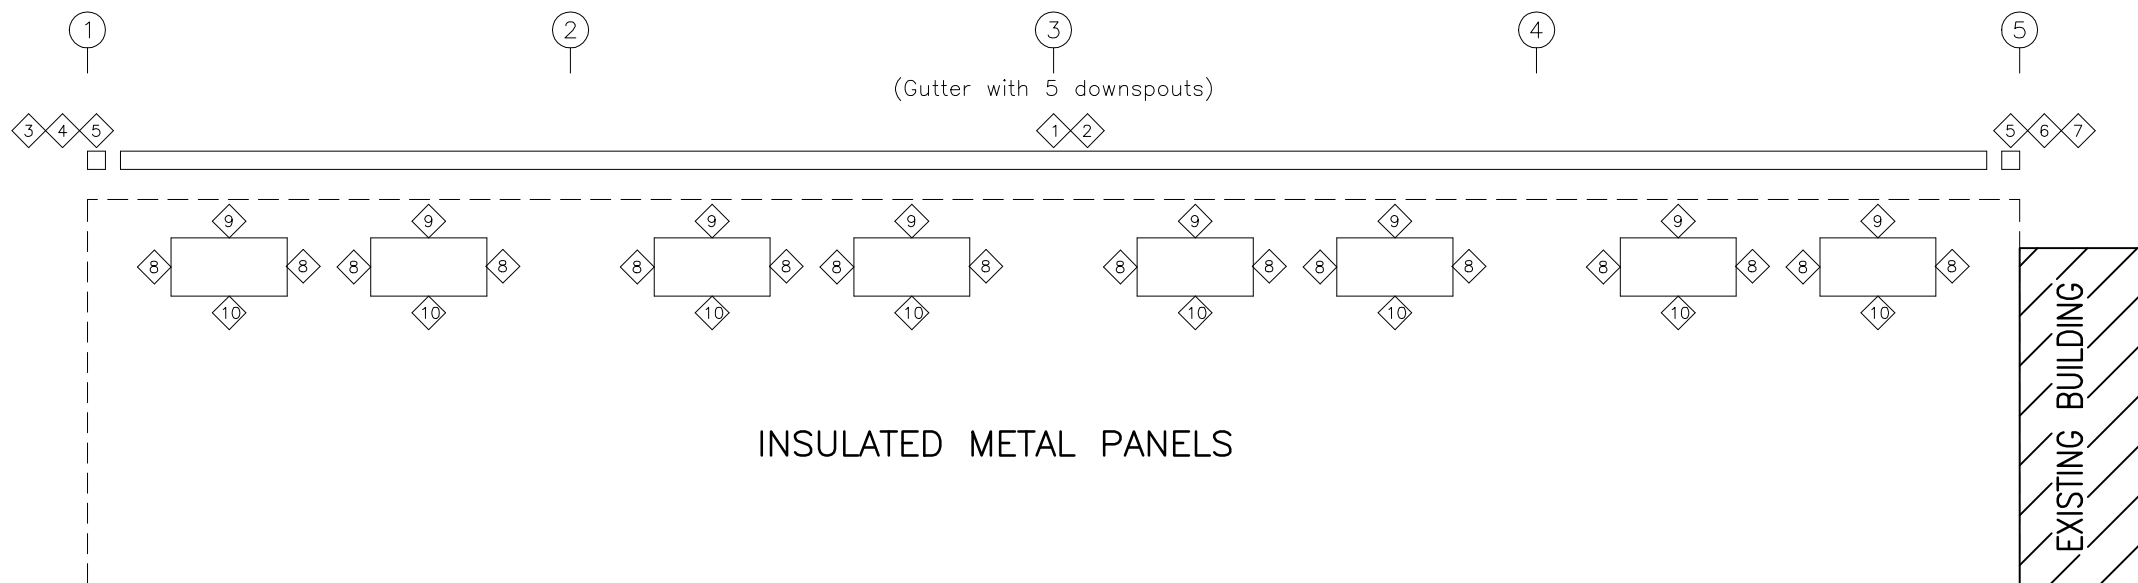 1 2 3 4 5
(Gutter with 5 downspouts)
3 4 5 1 2 5 6 7
9 9 9 9 9 9 9 9
8 8 8 8 8 8 8 8 8 8 8 8 8 8 8 8
10 10 10 10 10 10 10 10
INSULATED METAL PANELS
EXISTING BUILDING